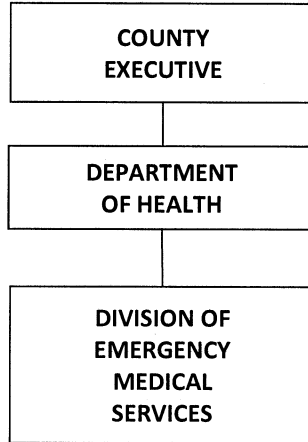 COUNTY
EXECUTIVE
DEPARTMENT
OF HEALTH
DIVISION OF
EMERGENCY
MEDICAL
SERVICES